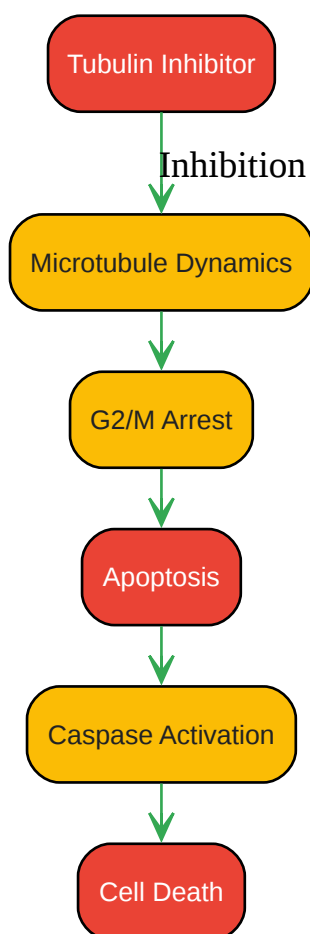 Tubulin Inhibitor
Inhibition
Microtubule Dynamics
G2/M Arrest
Apoptosis
Caspase Activation
Cell Death